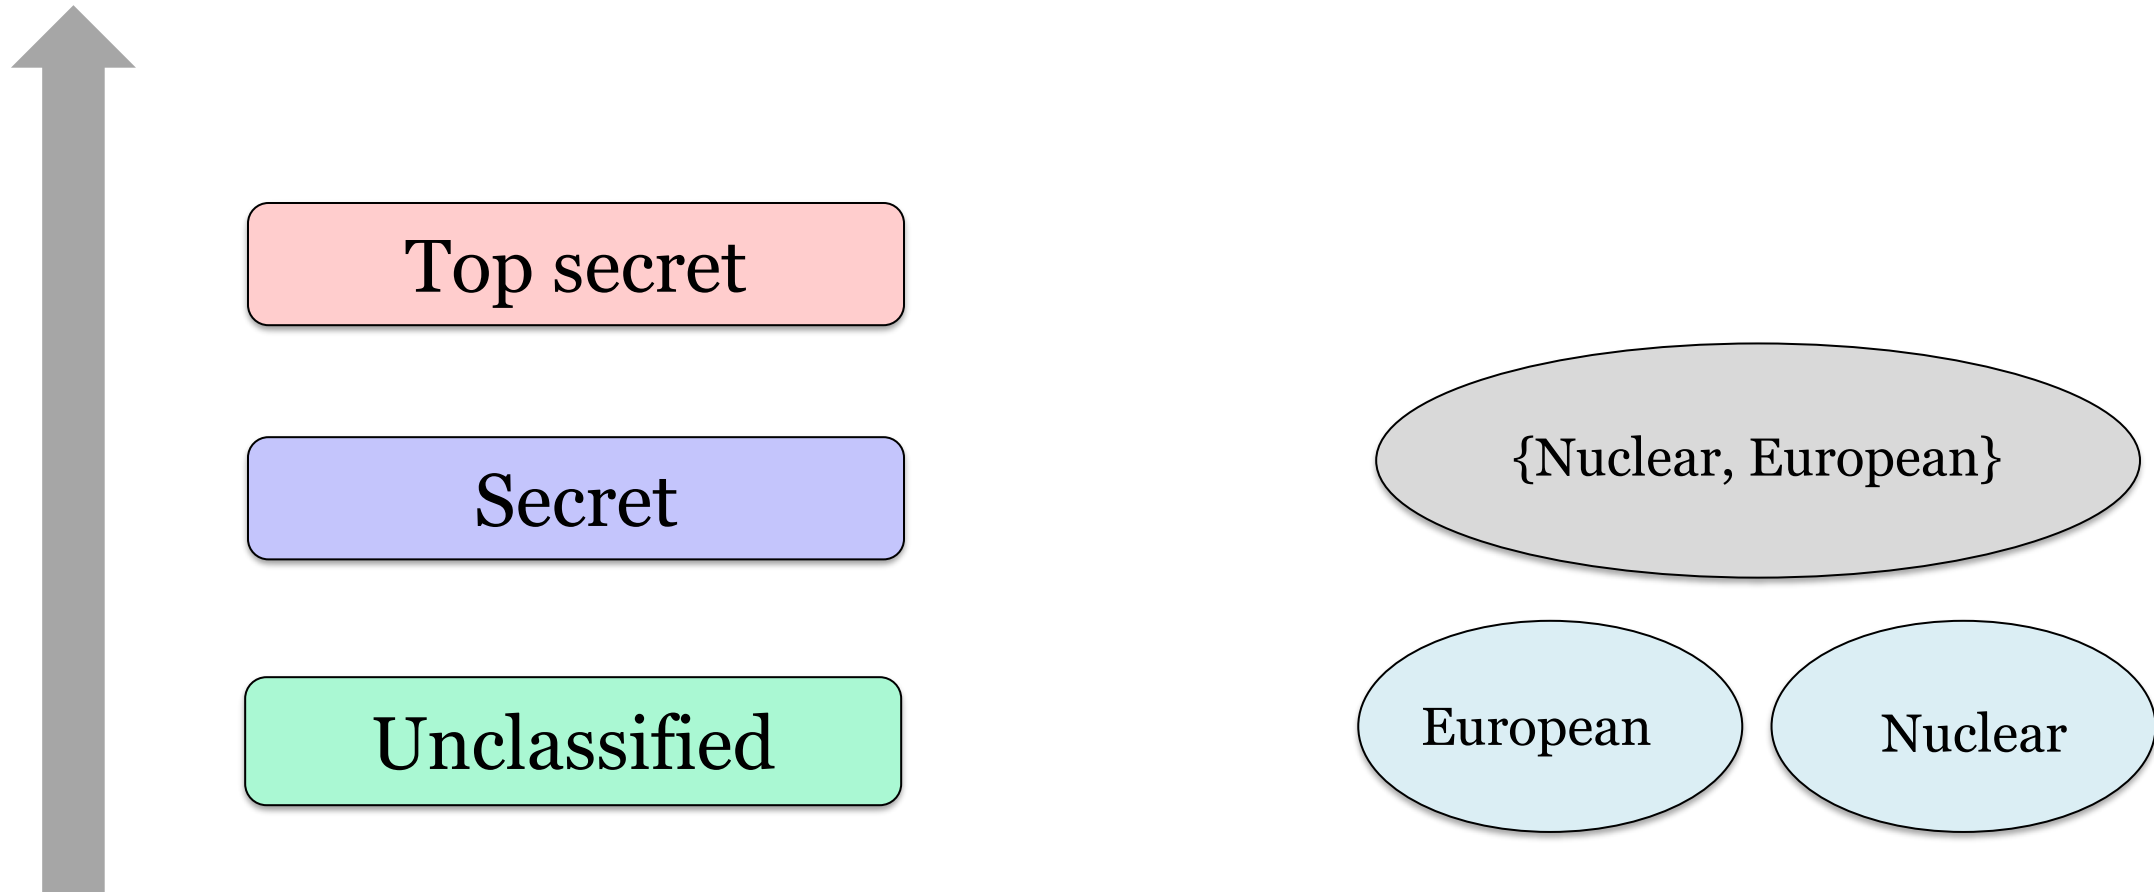 Top secret
Secret
Unclassified
{Nuclear, European}
European
Nuclear